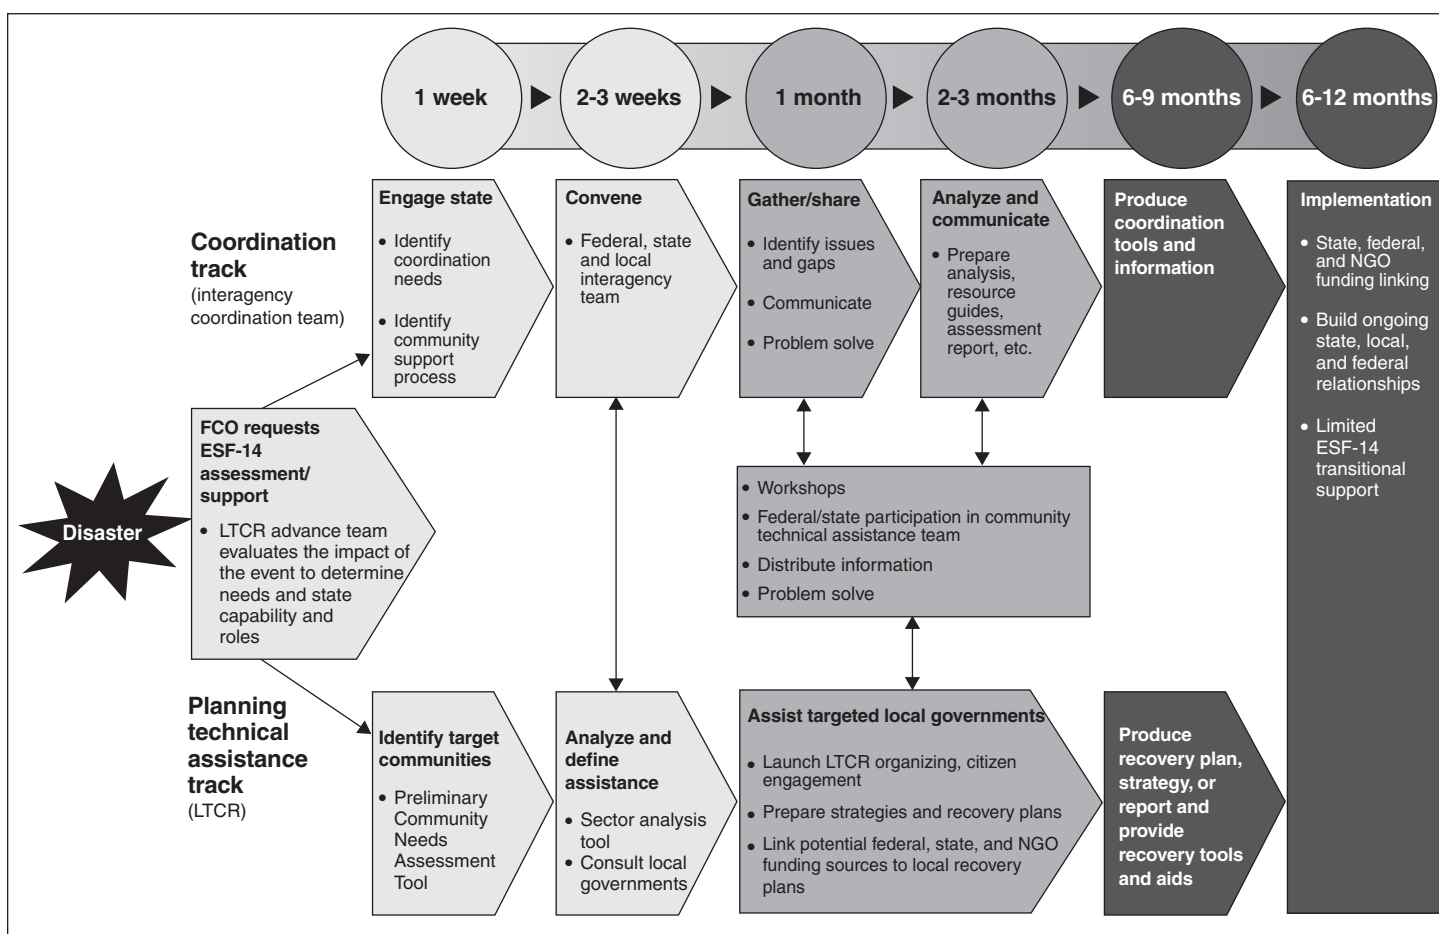 1 week
2-3 weeks
1 month
2-3 months
6-9 months
6-12 months
Coordination
track
(interagency
coordination team)
Engage state
• Identify
coordination
needs
• Identify
community
support
process
Convene
• Federal, state
and local
interagency
team
Gather/share
• Identify issues
and gaps
• Communicate
• Problem solve
Analyze and
communicate
• Prepare
analysis,
resource
guides,
assessment
report, etc.
Produce
coordination
tools and
information
Implementation
• State, federal,
and NGO
funding linking
• Build ongoing
state, local,
and federal
relationships
• Limited
ESF-14
transitional
support
Disaster
FCO requests
ESF-14
assessment/
support
• LTCR advance team
evaluates the impact of
the event to determine
needs and state
capability and
roles
• Workshops
• Federal/state participation in community
technical assistance team
• Distribute information
• Problem solve
Planning
technical
assistance
track
(LTCR)
Identify target
communities
• Preliminary
Community
Needs
Assessment
Tool
Analyze and
define
assistance
• Sector analysis
tool
• Consult local
governments
Assist targeted local governments
• Launch LTCR organizing, citizen
engagement
• Prepare strategies and recovery plans
• Link potential federal, state, and NGO
funding sources to local recovery
plans
Produce
recovery plan,
strategy, or
report and
provide
recovery tools
and aids